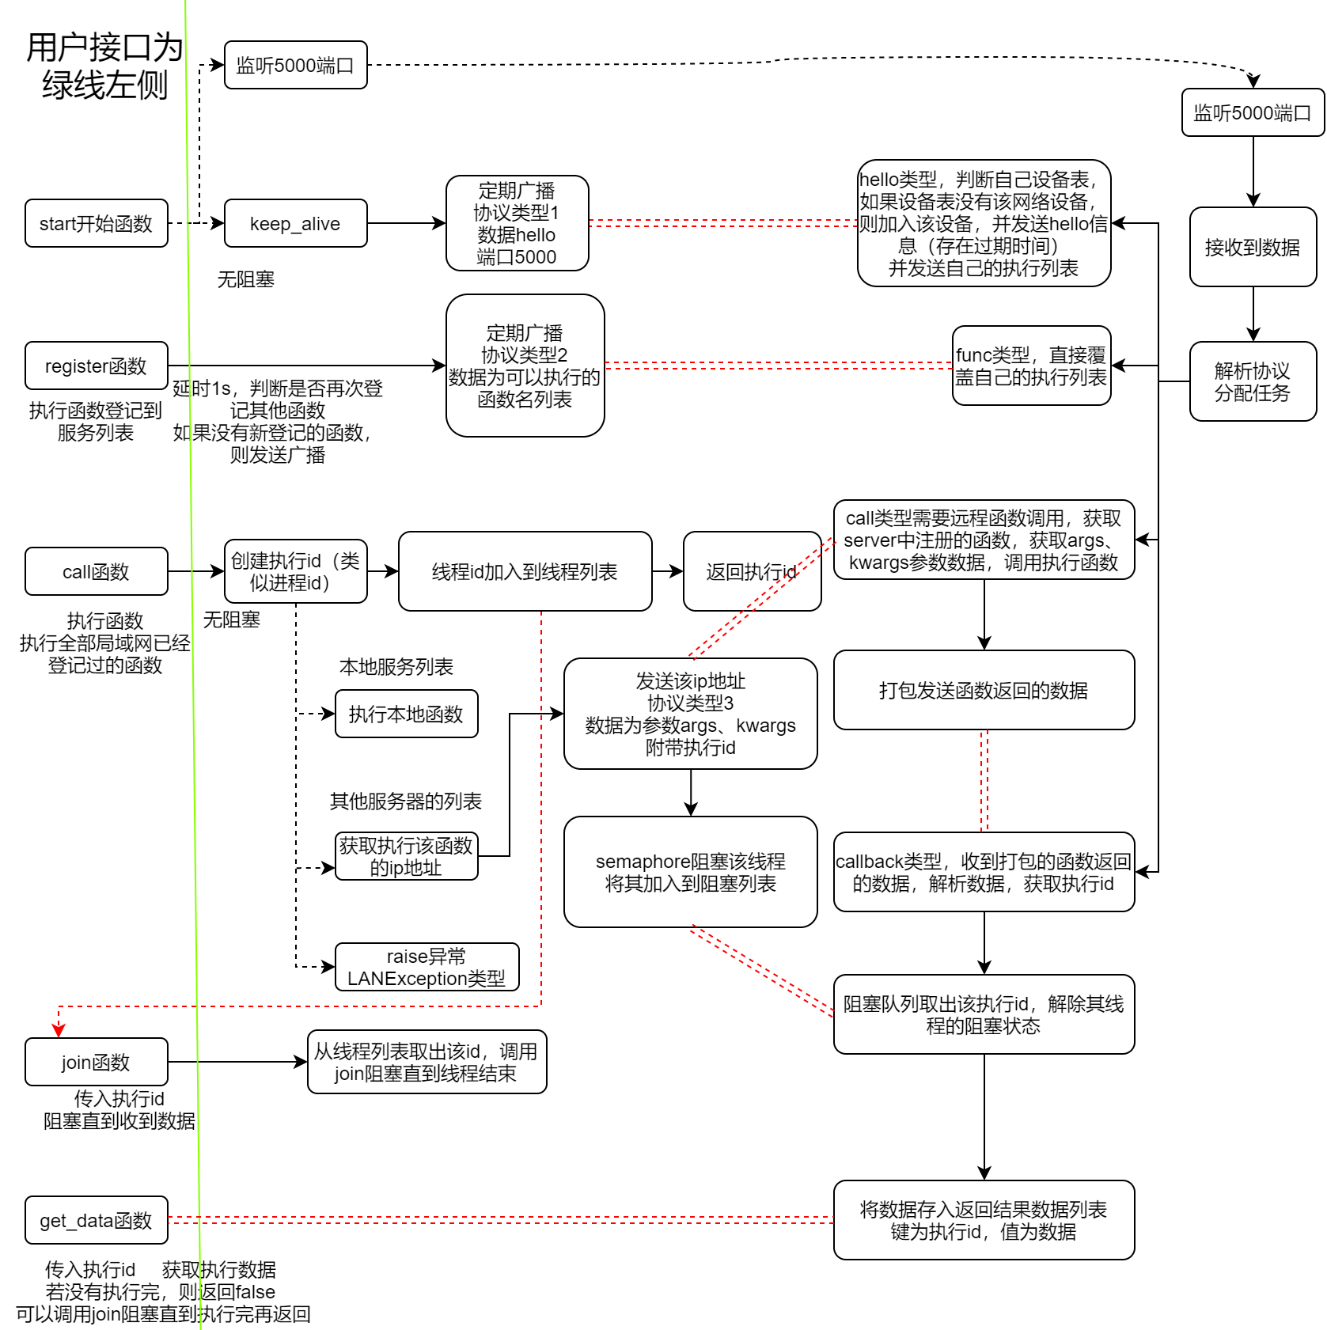 用户接口为
绿线左侧
监听5000端口
监听5000端口
start开始函数
keep_alive
无阻塞
定期广播
协议类型1
数据hello
端口5000
hello类型，判断自己设备表，
如果设备表没有该网络设备，
则加入该设备，并发送hello信
息（存在过期时间）
并发送自己的执行列表
接收到数据
register函数
执行函数登记到
服务列表
延时1s，判断是否再次登
记其他函数
如果没有新登记的函数，
则发送广播
定期广播
协议类型2
数据为可以执行的
函数名列表
func类型，直接覆
盖自己的执行列表
解析协议
分配任务
call函数
执行函数
执行全部局域网已经
登记过的函数
创建执行id（类
似进程id）
无阻塞
线程id加入到线程列表
返回执行id
call类型需要远程函数调用，获取
server中注册的函数，获取args、
kwargs参数数据，调用执行函数
本地服务列表
执行本地函数
发送该ip地址
协议类型3
数据为参数args、kwargs
附带执行id
打包发送函数返回的数据
其他服务器的列表
获取执行该函数
的ip地址
semaphore阻塞该线程
将其加入到阻塞列表
callback类型，收到打包的函数返回
的数据，解析数据，获取执行id
raise异常
LANException类型
阻塞队列取出该执行id，解除其线
程的阻塞状态
join函数
传入执行id
阻塞直到收到数据
从线程列表取出该id，调用
join阻塞直到线程结束
get_data函数
传入执行id 获取执行数据
若没有执行完，则返回false
可以调用join阻塞直到执行完再返回
将数据存入返回结果数据列表
键为执行id，值为数据